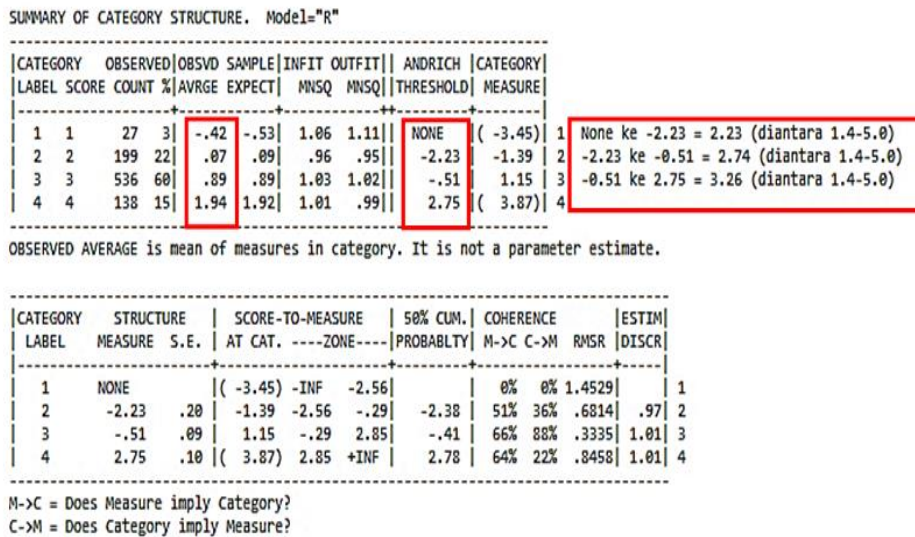 SUMMARY OF CATEGORY STRUCTURE.  Model="R"
|CATEGORY   OBSERVED|OBSVD SAMPLE|INFIT OUTFIT|| ANDRICH |CATEGORY|
|LABEL SCORE COUNT %|AVRGE EXPECT|  MNSQ  MNSQ||THRESHOLD| MEASURE|
|  1   1      27   3|  -.42  -.53|  1.06  1.11||  NONE   |( -3.45)| 1 None ke -2.23 = 2.23 (diantara 1.4-5.0)
|  2   2     199  22|   .07   .09|   .96   .95||  -2.23  |  -1.39 | 2 -2.23 ke -0.51 = 2.74 (diantara 1.4-5.0)
|  3   3     536  60|   .89   .89|  1.03  1.02||   -.51  |   1.15 | 3 -0.51 ke 2.75 = 3.26 (diantara 1.4-5.0)
|  4   4     138  15|  1.94  1.92|  1.01   .99||   2.75  |(  3.87)| 4
OBSERVED AVERAGE is mean of measures in category. It is not a parameter estimate.
|CATEGORY    STRUCTURE   |  SCORE-TO-MEASURE   | 50% CUM.| COHERENCE      |ESTIM|
| LABEL    MEASURE  S.E. | AT CAT. ----ZONE----|PROBABLTY| M->C C->M  RMSR |DISCR|
|   1      NONE          |( -3.45) -INF   -2.56|         |   0%   0% 1.4529|     | 1
|   2       -2.23    .20 |  -1.39  -2.56   -.29|  -2.38  |  51%  36%  .6814|  .97| 2
|   3        -.51    .09 |   1.15   -.29   2.85|   -.41  |  66%  88%  .3335| 1.01| 3
|   4        2.75    .10 |(  3.87)  2.85  +INF |   2.78  |  64%  22%  .8458| 1.01| 4
M->C = Does Measure imply Category?
C->M = Does Category imply Measure?